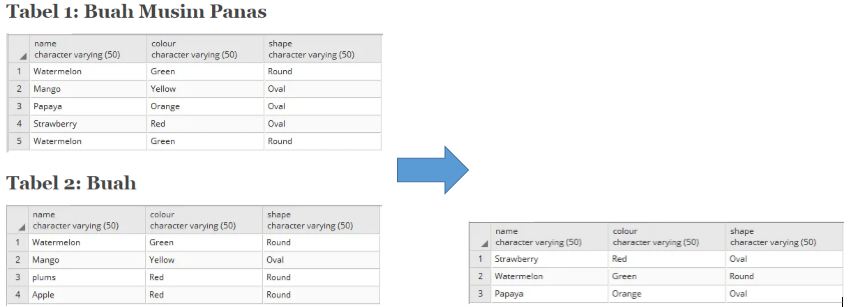 Tabel 1: Buah Musim Panas
name colour shape
character varying (50) character varying (50) character varying (50)
1 Watermelon Green Round
2 Mango Yellow Oval
3 Papaya Orange Oval
4 Strawberry Red Oval
5 Watermelon Green Round
Tabel 2: Buah
name colour shape
character varying (50) character varying (50) character varying (50)
1 Watermelon Green Round
2 Mango Yellow Oval
3 plums Red Round
4 Apple Red Round
name colour shape
character varying (50) character varying (50) character varying (50)
1 Strawberry Red Oval
2 Watermelon Green Round
3 Papaya Orange Oval